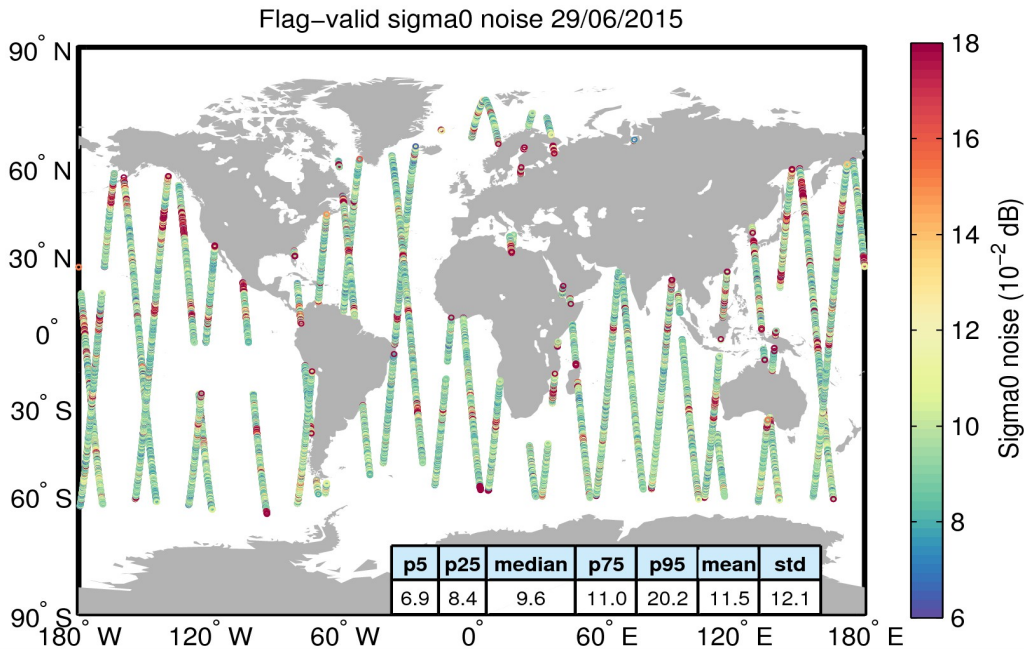 Flag−valid sigma0 noise 29/06/2015
90° N
60° N
30° N
0°
30° S
60° S
90° S
180° W
120° W
60° W
0°
60° E
120° E
180° E
p5 p25 median p75 p95 mean std
6.9 8.4 9.6 11.0 20.2 11.5 12.1
18
16
14
12
10
8
6
Sigma0 noise (10⁻² dB)